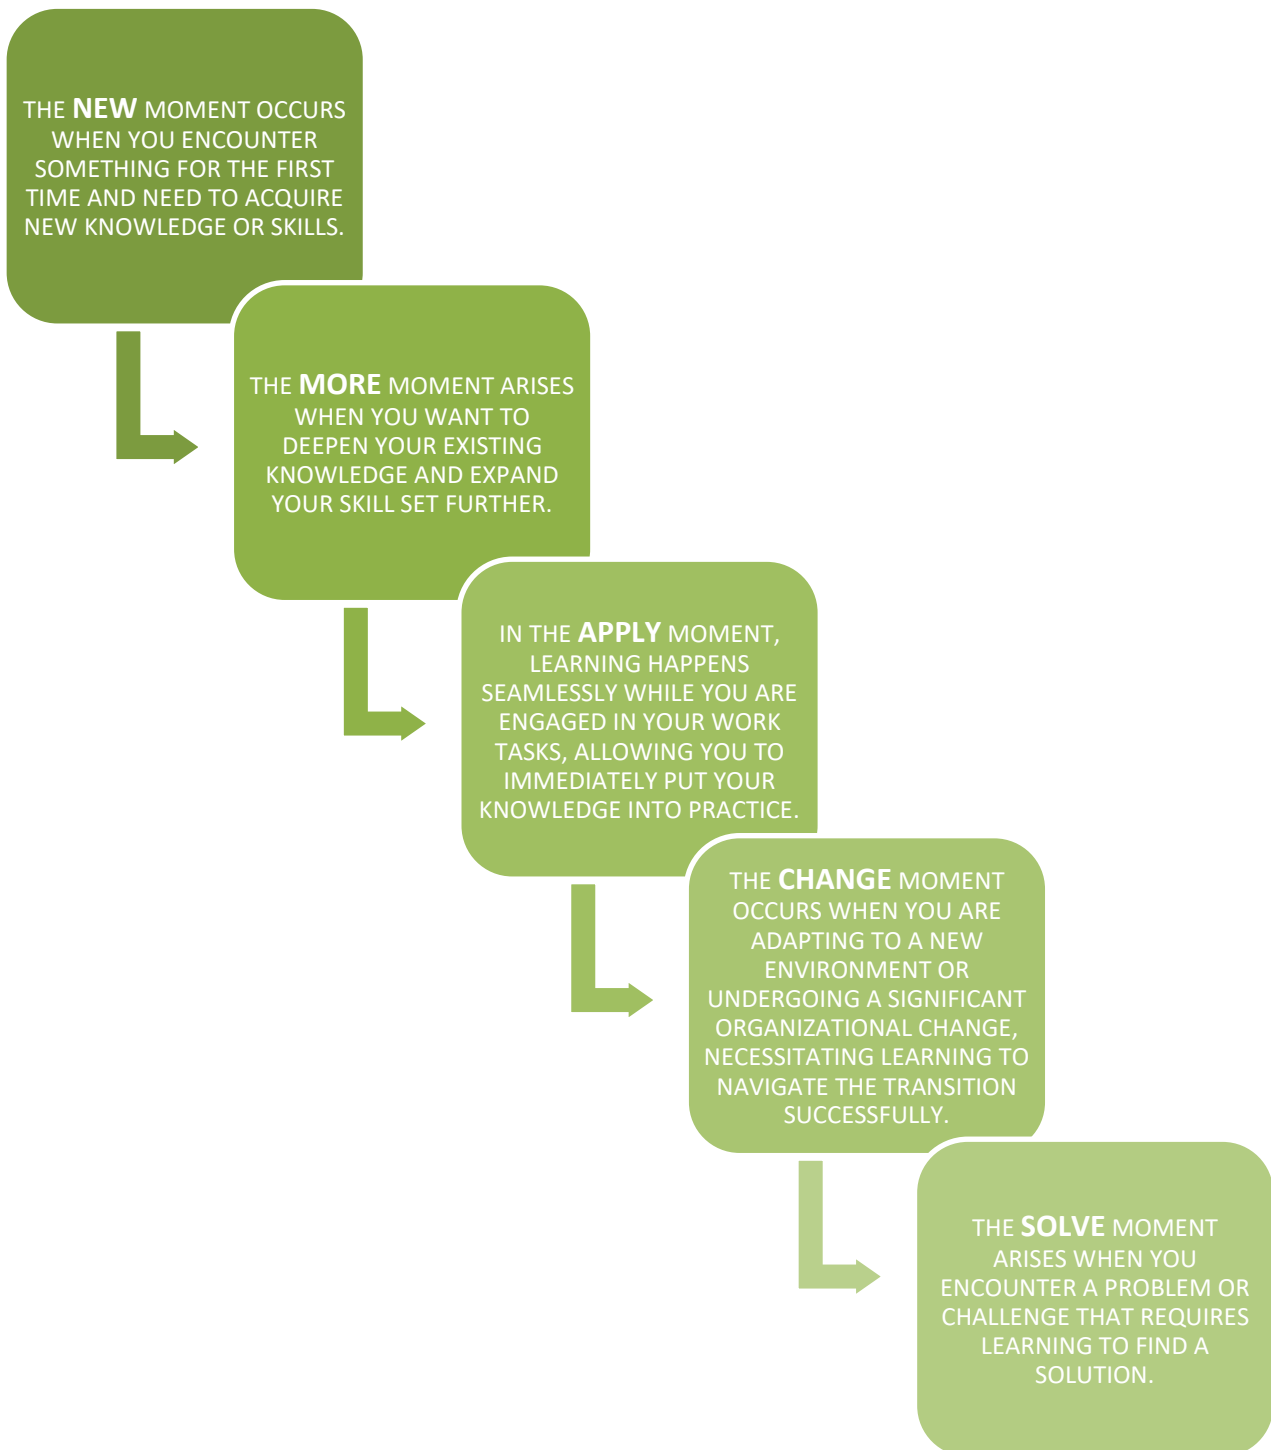 THE NEW MOMENT OCCURS
WHEN YOU ENCOUNTER
SOMETHING FOR THE FIRST
TIME AND NEED TO ACQUIRE
NEW KNOWLEDGE OR SKILLS.
THE MORE MOMENT ARISES
WHEN YOU WANT TO
DEEPEN YOUR EXISTING
KNOWLEDGE AND EXPAND
YOUR SKILL SET FURTHER.
IN THE APPLY MOMENT,
LEARNING HAPPENS
SEAMLESSLY WHILE YOU ARE
ENGAGED IN YOUR WORK
TASKS, ALLOWING YOU TO
IMMEDIATELY PUT YOUR
KNOWLEDGE INTO PRACTICE.
THE CHANGE MOMENT
OCCURS WHEN YOU ARE
ADAPTING TO A NEW
ENVIRONMENT OR
UNDERGOING A SIGNIFICANT
ORGANIZATIONAL CHANGE,
NECESSITATING LEARNING TO
NAVIGATE THE TRANSITION
SUCCESSFULLY.
THE SOLVE MOMENT
ARISES WHEN YOU
ENCOUNTER A PROBLEM OR
CHALLENGE THAT REQUIRES
LEARNING TO FIND A
SOLUTION.